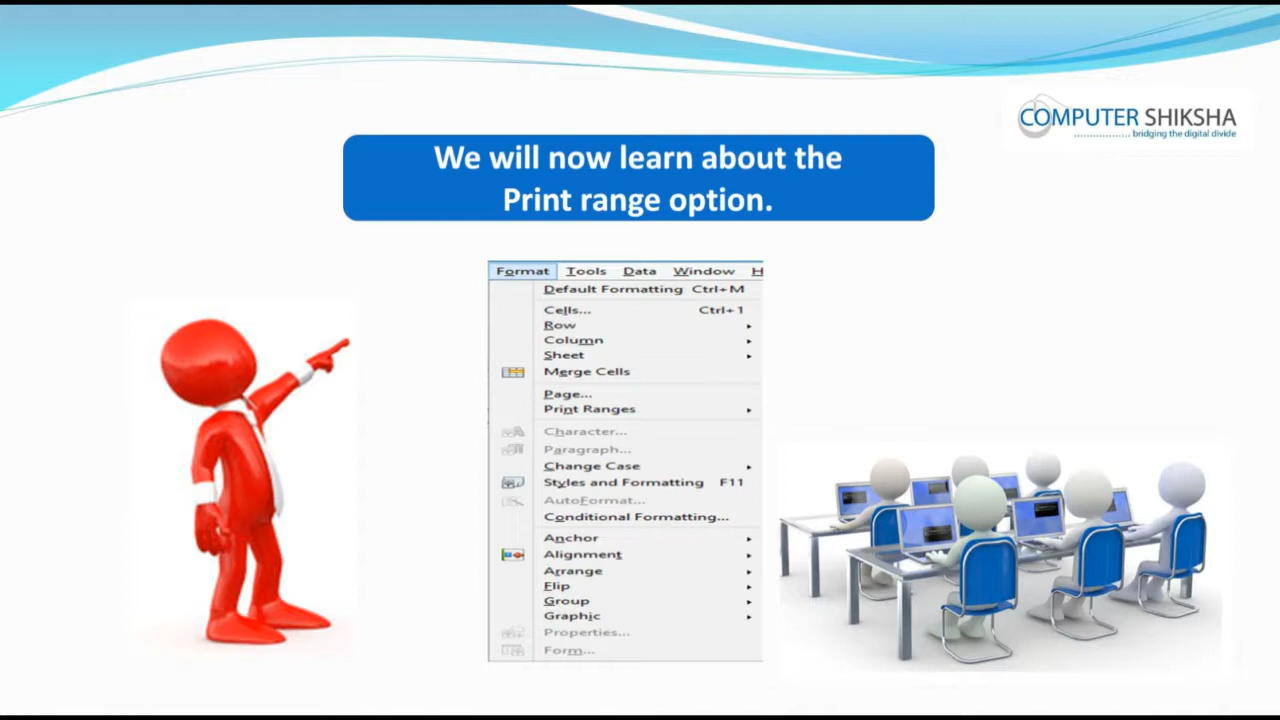 COMPUTER SHIKSHA
bridging the digital divide
We will now learn about the
Print range option.
Format Tools Data Window H
Default Formatting Ctrl+M
Cells... Ctrl+1
Row
Column
Sheet
Merge Cells
Page...
Print Ranges
Character...
Paragraph...
Change Case
Styles and Formatting F11
AutoFormat...
Conditional Formatting...
Anchor
Alignment
Arrange
Flip
Group
Graphic
Properties...
Form...